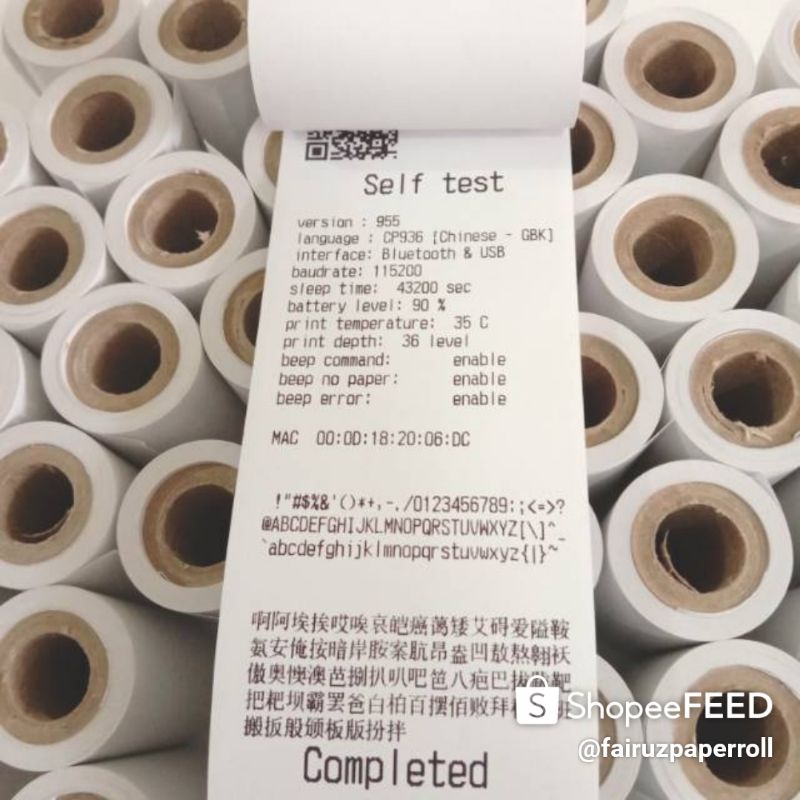 Self test
version : 955
language : CP936 [Chinese - GBK]
interface: Bluetooth & USB
baudrate: 115200
sleep time: 43200 sec
battery level: 90 %
print temperature: 35 C
print depth: 36 level
beep command: enable
beep no paper: enable
beep error: enable
MAC 00:0D:18:20:06:DC
!"#$%&'()*+,-./0123456789:;<=>?
@ABCDEFGHIJKLMNOPQRSTUVWXYZ[\]^_
`abcdefghijklmnopqrstuvwxyz{|}~
啊阿埃挨哎唉哀皑癌蔼矮艾碍爱隘鞍
氨安俺按暗岸胺案肮昂盎凹敖熬翱袄
傲奥懊澳芭捌扒叭吧笆八疤巴拔靶
把耙坝霸罢爸白柏百摆佰败拜
搬扳般颁板版扮拌
Completed
ShopeeFEED
@fairuzpaperroll